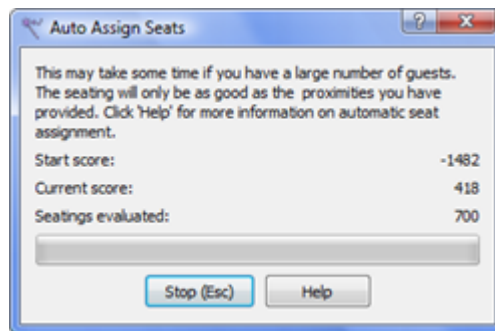 Auto Assign Seats
This may take some time if you have a large number of guests.
The seating will only be as good as the proximities you have
provided. Click 'Help' for more information on automatic seat
assignment.
Start score: -1482
Current score: 418
Seatings evaluated: 700
Stop (Esc) Help